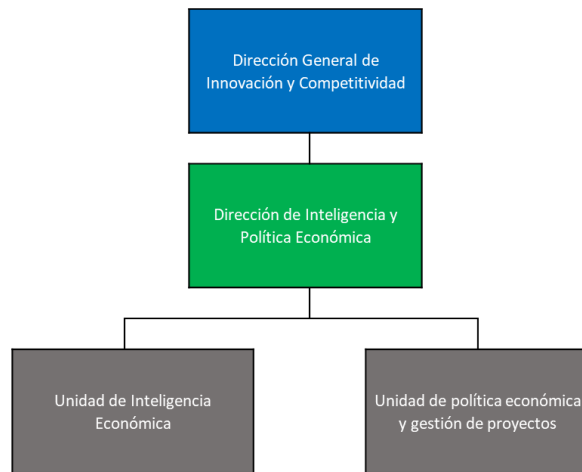 Dirección General de
Innovación y Competitividad
Dirección de Inteligencia y
Política Económica
Unidad de Inteligencia
Económica
Unidad de política económica
y gestión de proyectos